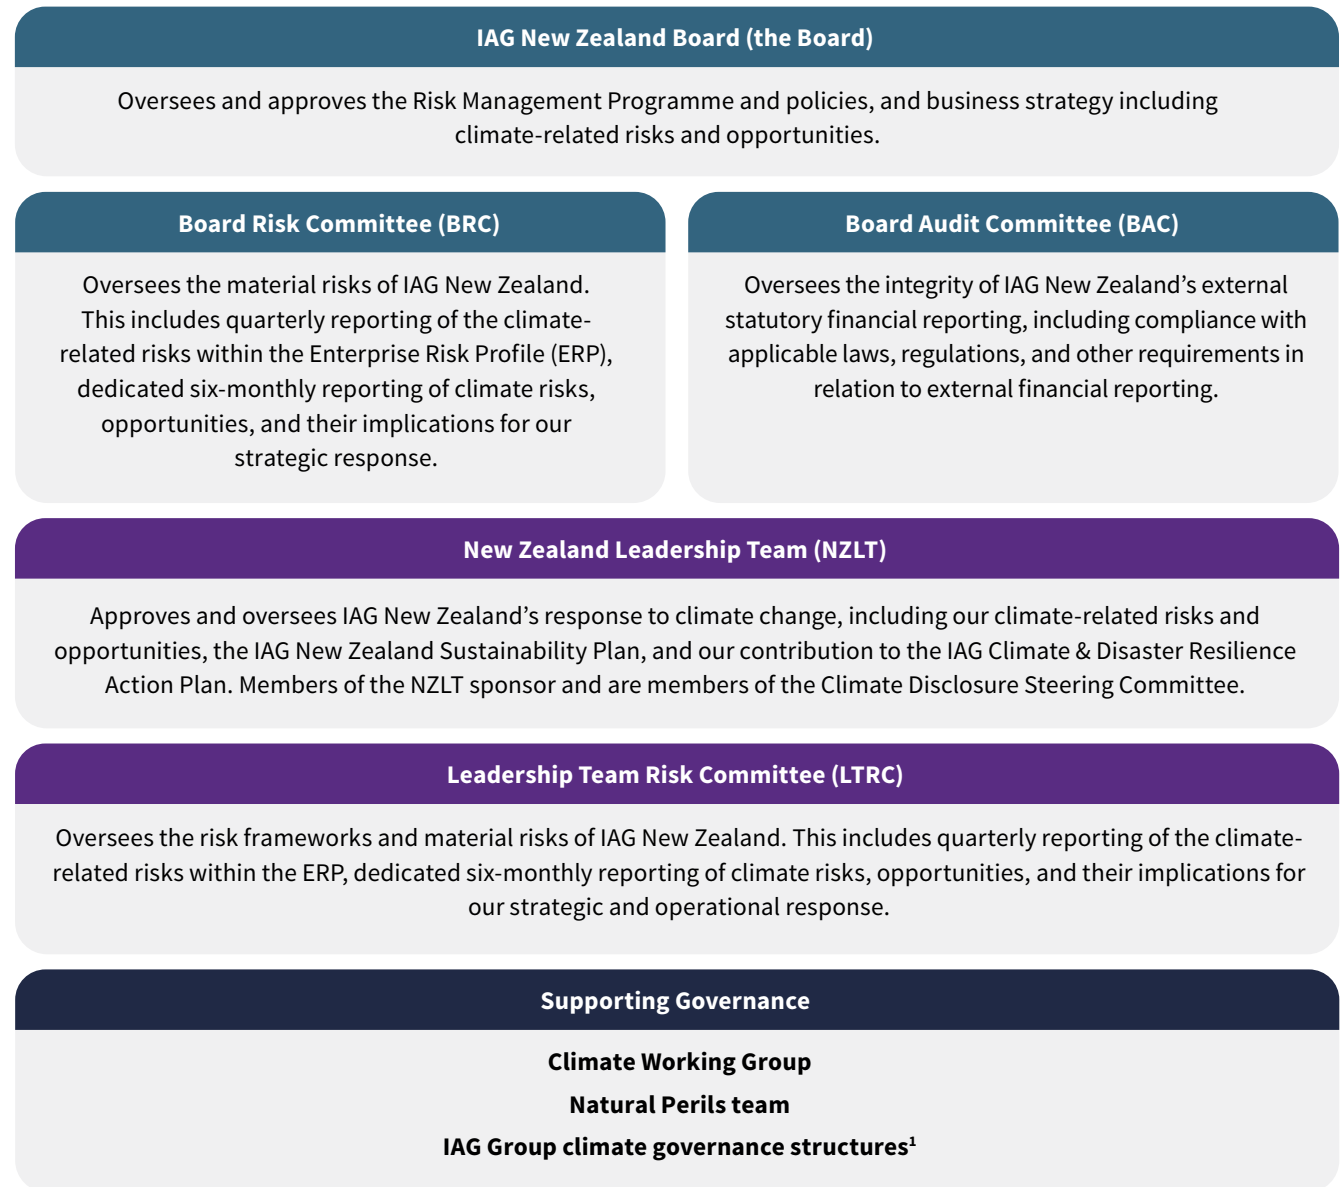 IAG New Zealand Board (the Board)
Oversees and approves the Risk Management Programme and policies, and business strategy including
climate-related risks and opportunities.
Board Risk Committee (BRC)
Oversees the material risks of IAG New Zealand.
This includes quarterly reporting of the climate-
related risks within the Enterprise Risk Profile (ERP),
dedicated six-monthly reporting of climate risks,
opportunities, and their implications for our
strategic response.
Board Audit Committee (BAC)
Oversees the integrity of IAG New Zealand’s external
statutory financial reporting, including compliance with
applicable laws, regulations, and other requirements in
relation to external financial reporting.
New Zealand Leadership Team (NZLT)
Approves and oversees IAG New Zealand’s response to climate change, including our climate-related risks and
opportunities, the IAG New Zealand Sustainability Plan, and our contribution to the IAG Climate & Disaster Resilience
Action Plan. Members of the NZLT sponsor and are members of the Climate Disclosure Steering Committee.
Leadership Team Risk Committee (LTRC)
Oversees the risk frameworks and material risks of IAG New Zealand. This includes quarterly reporting of the climate-
related risks within the ERP, dedicated six-monthly reporting of climate risks, opportunities, and their implications for
our strategic and operational response.
Supporting Governance
Climate Working Group
Natural Perils team
IAG Group climate governance structures¹